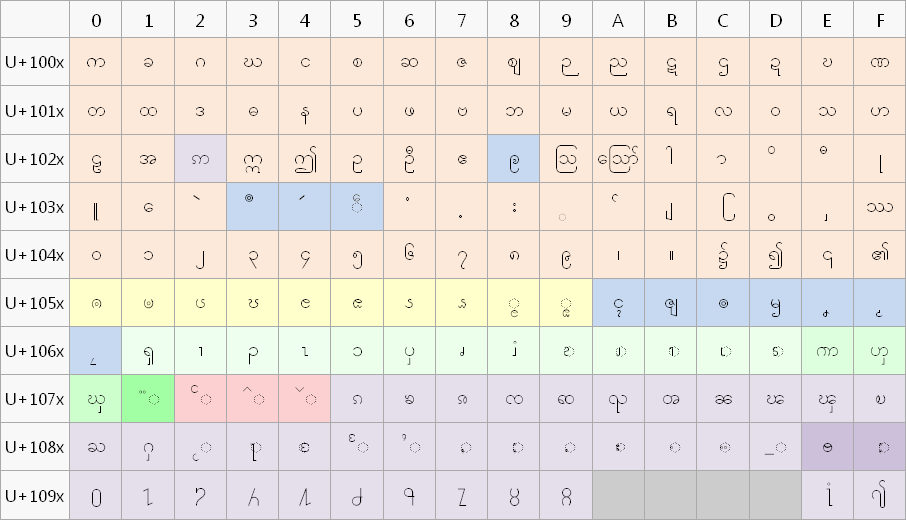 0 1 2 3 4 5 6 7 8 9 A B C D E F
U+100x က ခ ဂ ဃ င စ ဆ ဇ ဈ ဉ ည ဋ ဌ ဍ ဎ ဏ
U+101x တ ထ ဒ ဓ န ပ ဖ ဗ ဘ မ ယ ရ လ ဝ သ ဟ
U+102x ဠ အ ဢ ဣ ဤ ဥ ဦ ဧ ဨ ဩ ဪ ါ ာ ိ ီ ု
U+103x ူ ေ ဲ ဳ ဴ ဵ ံ ့ း ္ ် ျ ြ ွ ှ ဿ
U+104x ၀ ၁ ၂ ၃ ၄ ၅ ၆ ၇ ၈ ၉ ၊ ။ ၌ ၍ ၎ ၏
U+105x ၐ ၑ ၒ ၓ ၔ ၕ ၖ ၗ ၘ ၙ ၚ ၛ ၜ ၝ ၞ ၟ
U+106x ၠ ၡ ၢ ၣ ၤ ၥ ၦ ၧ ၨ ၩ ၪ ၫ ၬ ၭ ၮ ၯ
U+107x ၰ ၱ ၲ ၳ ၴ ၵ ၶ ၷ ၸ ၹ ၺ ၻ ၼ ၽ ၾ ၿ
U+108x ႀ ႁ ႂ ႃ ႄ ႅ ႆ ႇ ႈ ႉ ႊ ႋ ႌ ႍ ႎ ႏ
U+109x ႐ ႑ ႒ ႓ ႔ ႕ ႖ ႗ ႘ ႙ ႞ ႟